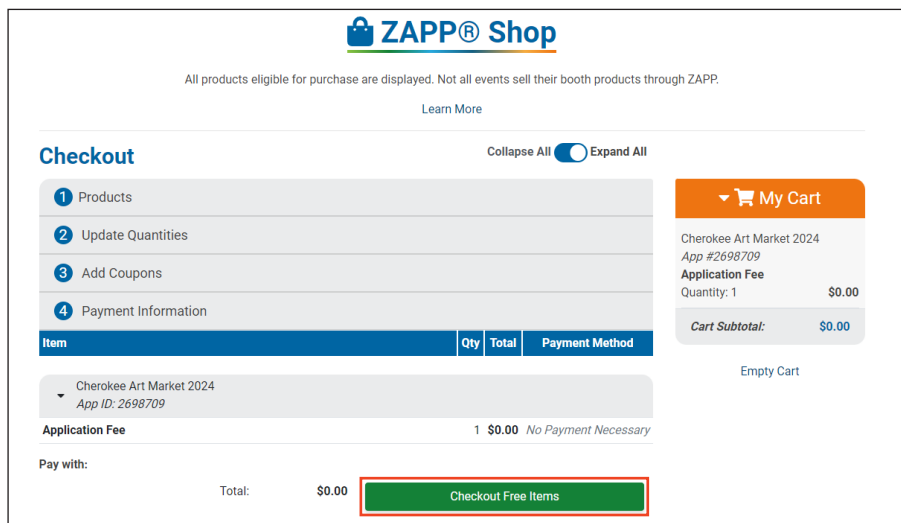 ZAPP® Shop
All products eligible for purchase are displayed. Not all events sell their booth products through ZAPP.
Learn More
Checkout
Collapse All Expand All
1 Products
2 Update Quantities
3 Add Coupons
4 Payment Information
Item Qty Total Payment Method
Cherokee Art Market 2024
App ID: 2698709
Application Fee 1 $0.00 No Payment Necessary
Pay with:
Total: $0.00 Checkout Free Items
My Cart
Cherokee Art Market 2024
App #2698709
Application Fee
Quantity: 1 $0.00
Cart Subtotal: $0.00
Empty Cart